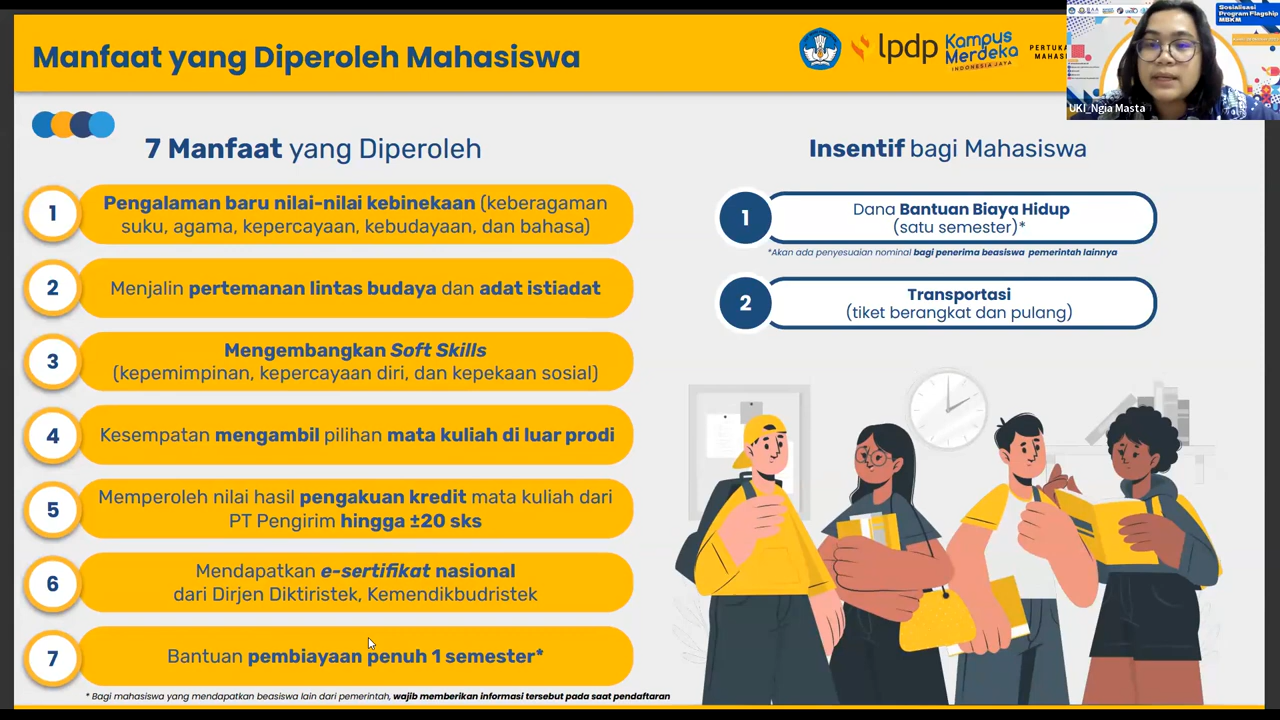 Manfaat yang Diperoleh Mahasiswa
lpdp
Kampus
Merdeka
INDONESIA JAYA
Sosialisasi
Program Flagship
MBKM
UKI_Ngia Masta
7 Manfaat yang Diperoleh
1
Pengalaman baru nilai-nilai kebinekaan (keberagaman
suku, agama, kepercayaan, kebudayaan, dan bahasa)
2
Menjalin pertemanan lintas budaya dan adat istiadat
3
Mengembangkan Soft Skills
(kepemimpinan, kepercayaan diri, dan kepekaan sosial)
4
Kesempatan mengambil pilihan mata kuliah di luar prodi
5
Memperoleh nilai hasil pengakuan kredit mata kuliah dari
PT Pengirim hingga ±20 sks
6
Mendapatkan e-sertifikat nasional
dari Dirjen Diktiristek, Kemendikbudristek
7
Bantuan pembiayaan penuh 1 semester*
* Bagi mahasiswa yang mendapatkan beasiswa lain dari pemerintah, wajib memberikan informasi tersebut pada saat pendaftaran
Insentif bagi Mahasiswa
1
Dana Bantuan Biaya Hidup
(satu semester)*
*Akan ada penyesuaian nominal bagi penerima beasiswa pemerintah lainnya
2
Transportasi
(tiket berangkat dan pulang)